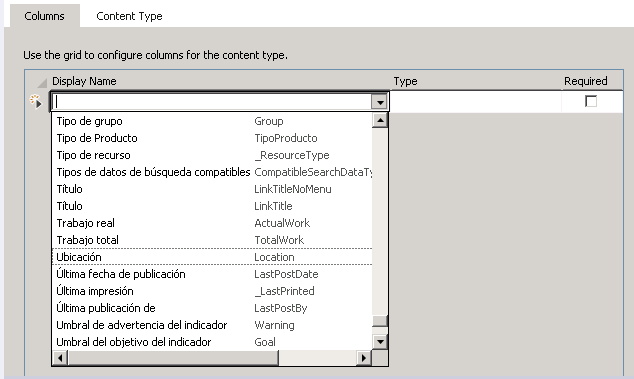 Columns Content Type
Use the grid to configure columns for the content type.
Display Name Type Required
Tipo de grupo Group
Tipo de Producto TipoProducto
Tipo de recurso _ResourceType
Tipos de datos de búsqueda compatibles CompatibleSearchDataTy
Título LinkTitleNoMenu
Título LinkTitle
Trabajo real ActualWork
Trabajo total TotalWork
Ubicación Location
Última fecha de publicación LastPostDate
Última impresión _LastPrinted
Última publicación de LastPostBy
Umbral de advertencia del indicador Warning
Umbral del objetivo del indicador Goal